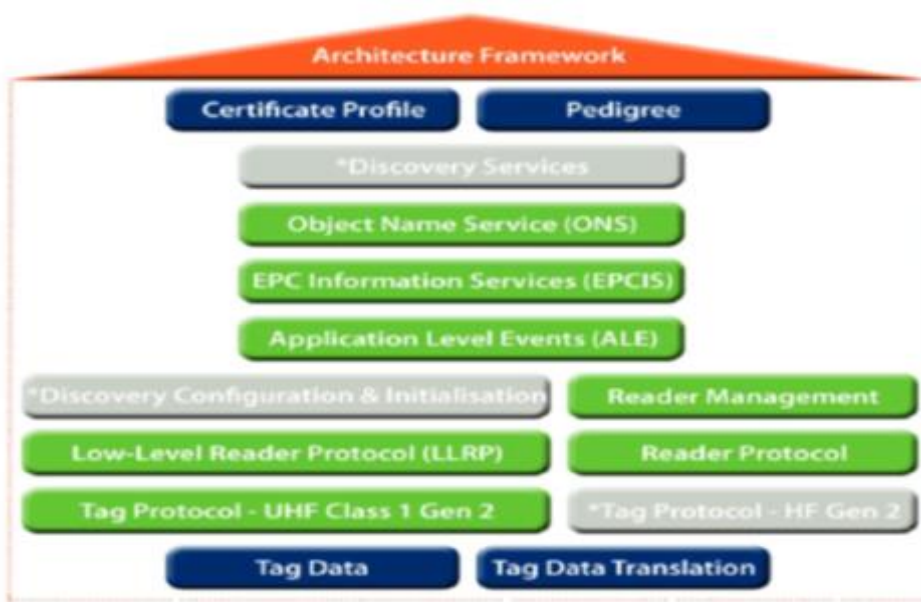 Architecture Framework
Certificate Profile Pedigree
*Discovery Services
Object Name Service (ONS)
EPC Information Services (EPCIS)
Application Level Events (ALE)
*Discovery Configuration & Initialisation Reader Management
Low-Level Reader Protocol (LLRP) Reader Protocol
Tag Protocol - UHF Class 1 Gen 2 *Tag Protocol - HF Gen 2
Tag Data Tag Data Translation